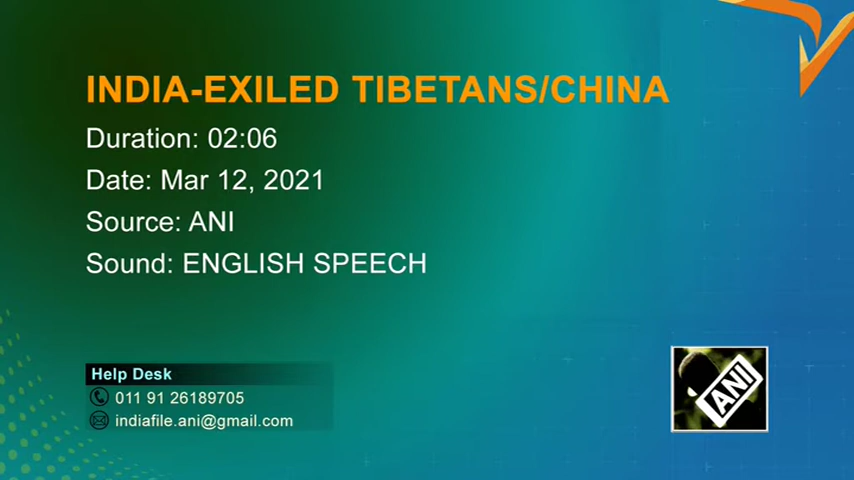 INDIA-EXILED TIBETANS/CHINA
Duration: 02:06
Date: Mar 12, 2021
Source: ANI
Sound: ENGLISH SPEECH
Help Desk
011 91 26189705
indiafile.ani@gmail.com
ANI